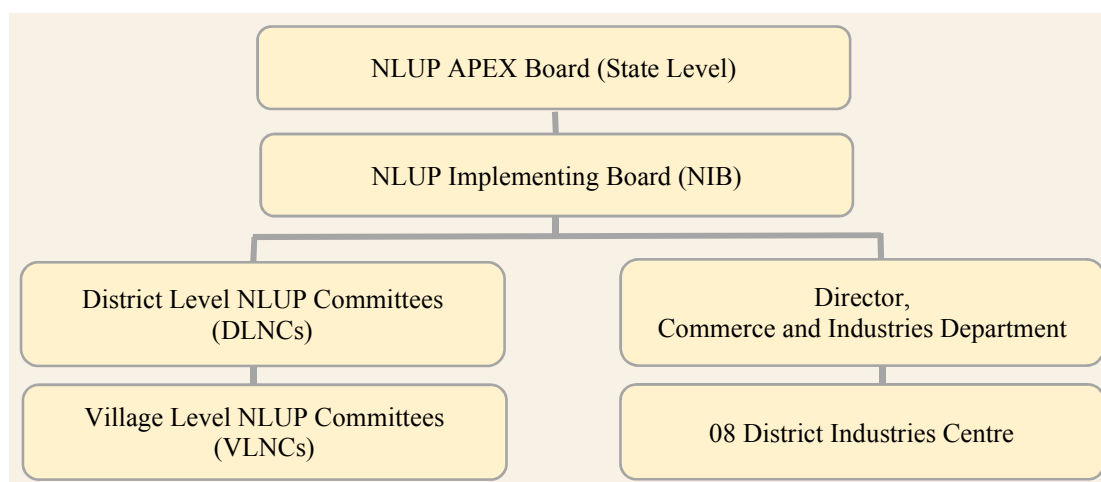 NLUP APEX Board (State Level)
NLUP Implementing Board (NIB)
District Level NLUP Committees
(DLNCs)
Director,
Commerce and Industries Department
Village Level NLUP Committees
(VLNCs)
08 District Industries Centre